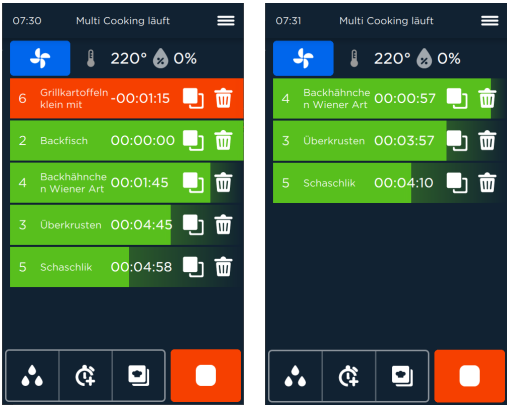 07:30 Multi Cooking läuft
220° 0%
6 Grillkartoffeln klein mit -00:01:15
2 Backfisch 00:00:00
4 Backhähnche n Wiener Art 00:01:45
3 Überkrusten 00:04:45
5 Schaschlik 00:04:58
07:31 Multi Cooking läuft
220° 0%
4 Backhähnche n Wiener Art 00:00:57
3 Überkrusten 00:03:57
5 Schaschlik 00:04:10